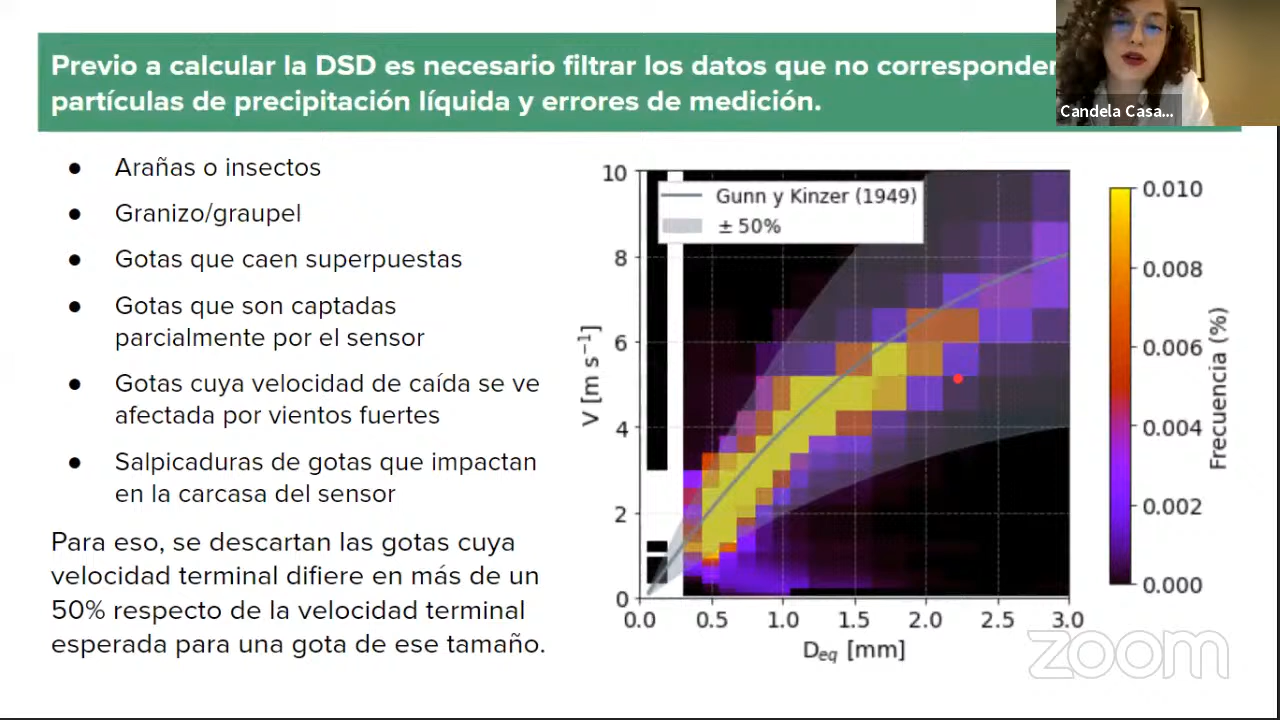 Previo a calcular la DSD es necesario filtrar los datos que no corresponden
partículas de precipitación líquida y errores de medición.
Candela Casa...
● Arañas o insectos
● Granizo/graupel
● Gotas que caen superpuestas
● Gotas que son captadas
parcialmente por el sensor
● Gotas cuya velocidad de caída se ve
afectada por vientos fuertes
● Salpicaduras de gotas que impactan
en la carcasa del sensor
Para eso, se descartan las gotas cuya
velocidad terminal difiere en más de un
50% respecto de la velocidad terminal
esperada para una gota de ese tamaño.
Gunn y Kinzer (1949)
± 50%
10
8
6
4
2
0
V [m s⁻¹]
0.0 0.5 1.0 1.5 2.0 2.5 3.0
Deq [mm]
0.010
0.008
0.006
0.004
0.002
0.000
Frecuencia (%)
zoom